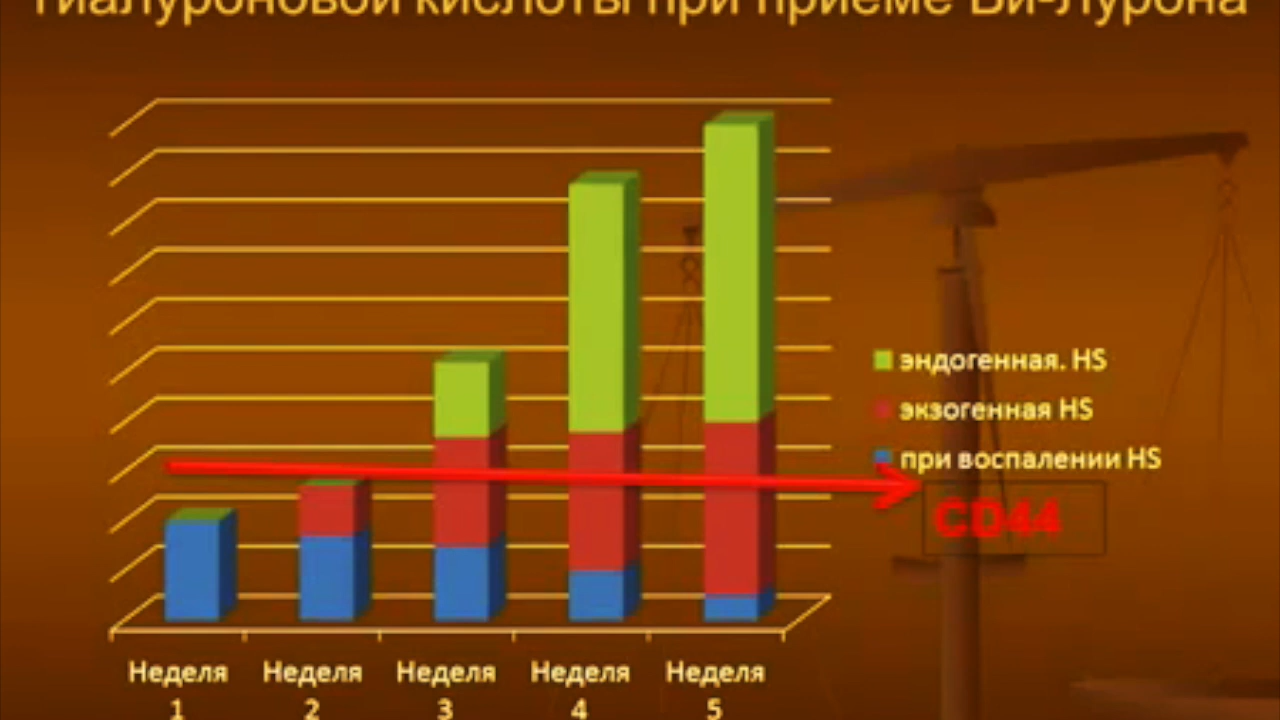 гиалуроновой кислоты при приеме Би-Лурона
эндогенная. HS
экзогенная HS
при воспалении HS
CD44
Неделя 1
Неделя 2
Неделя 3
Неделя 4
Неделя 5